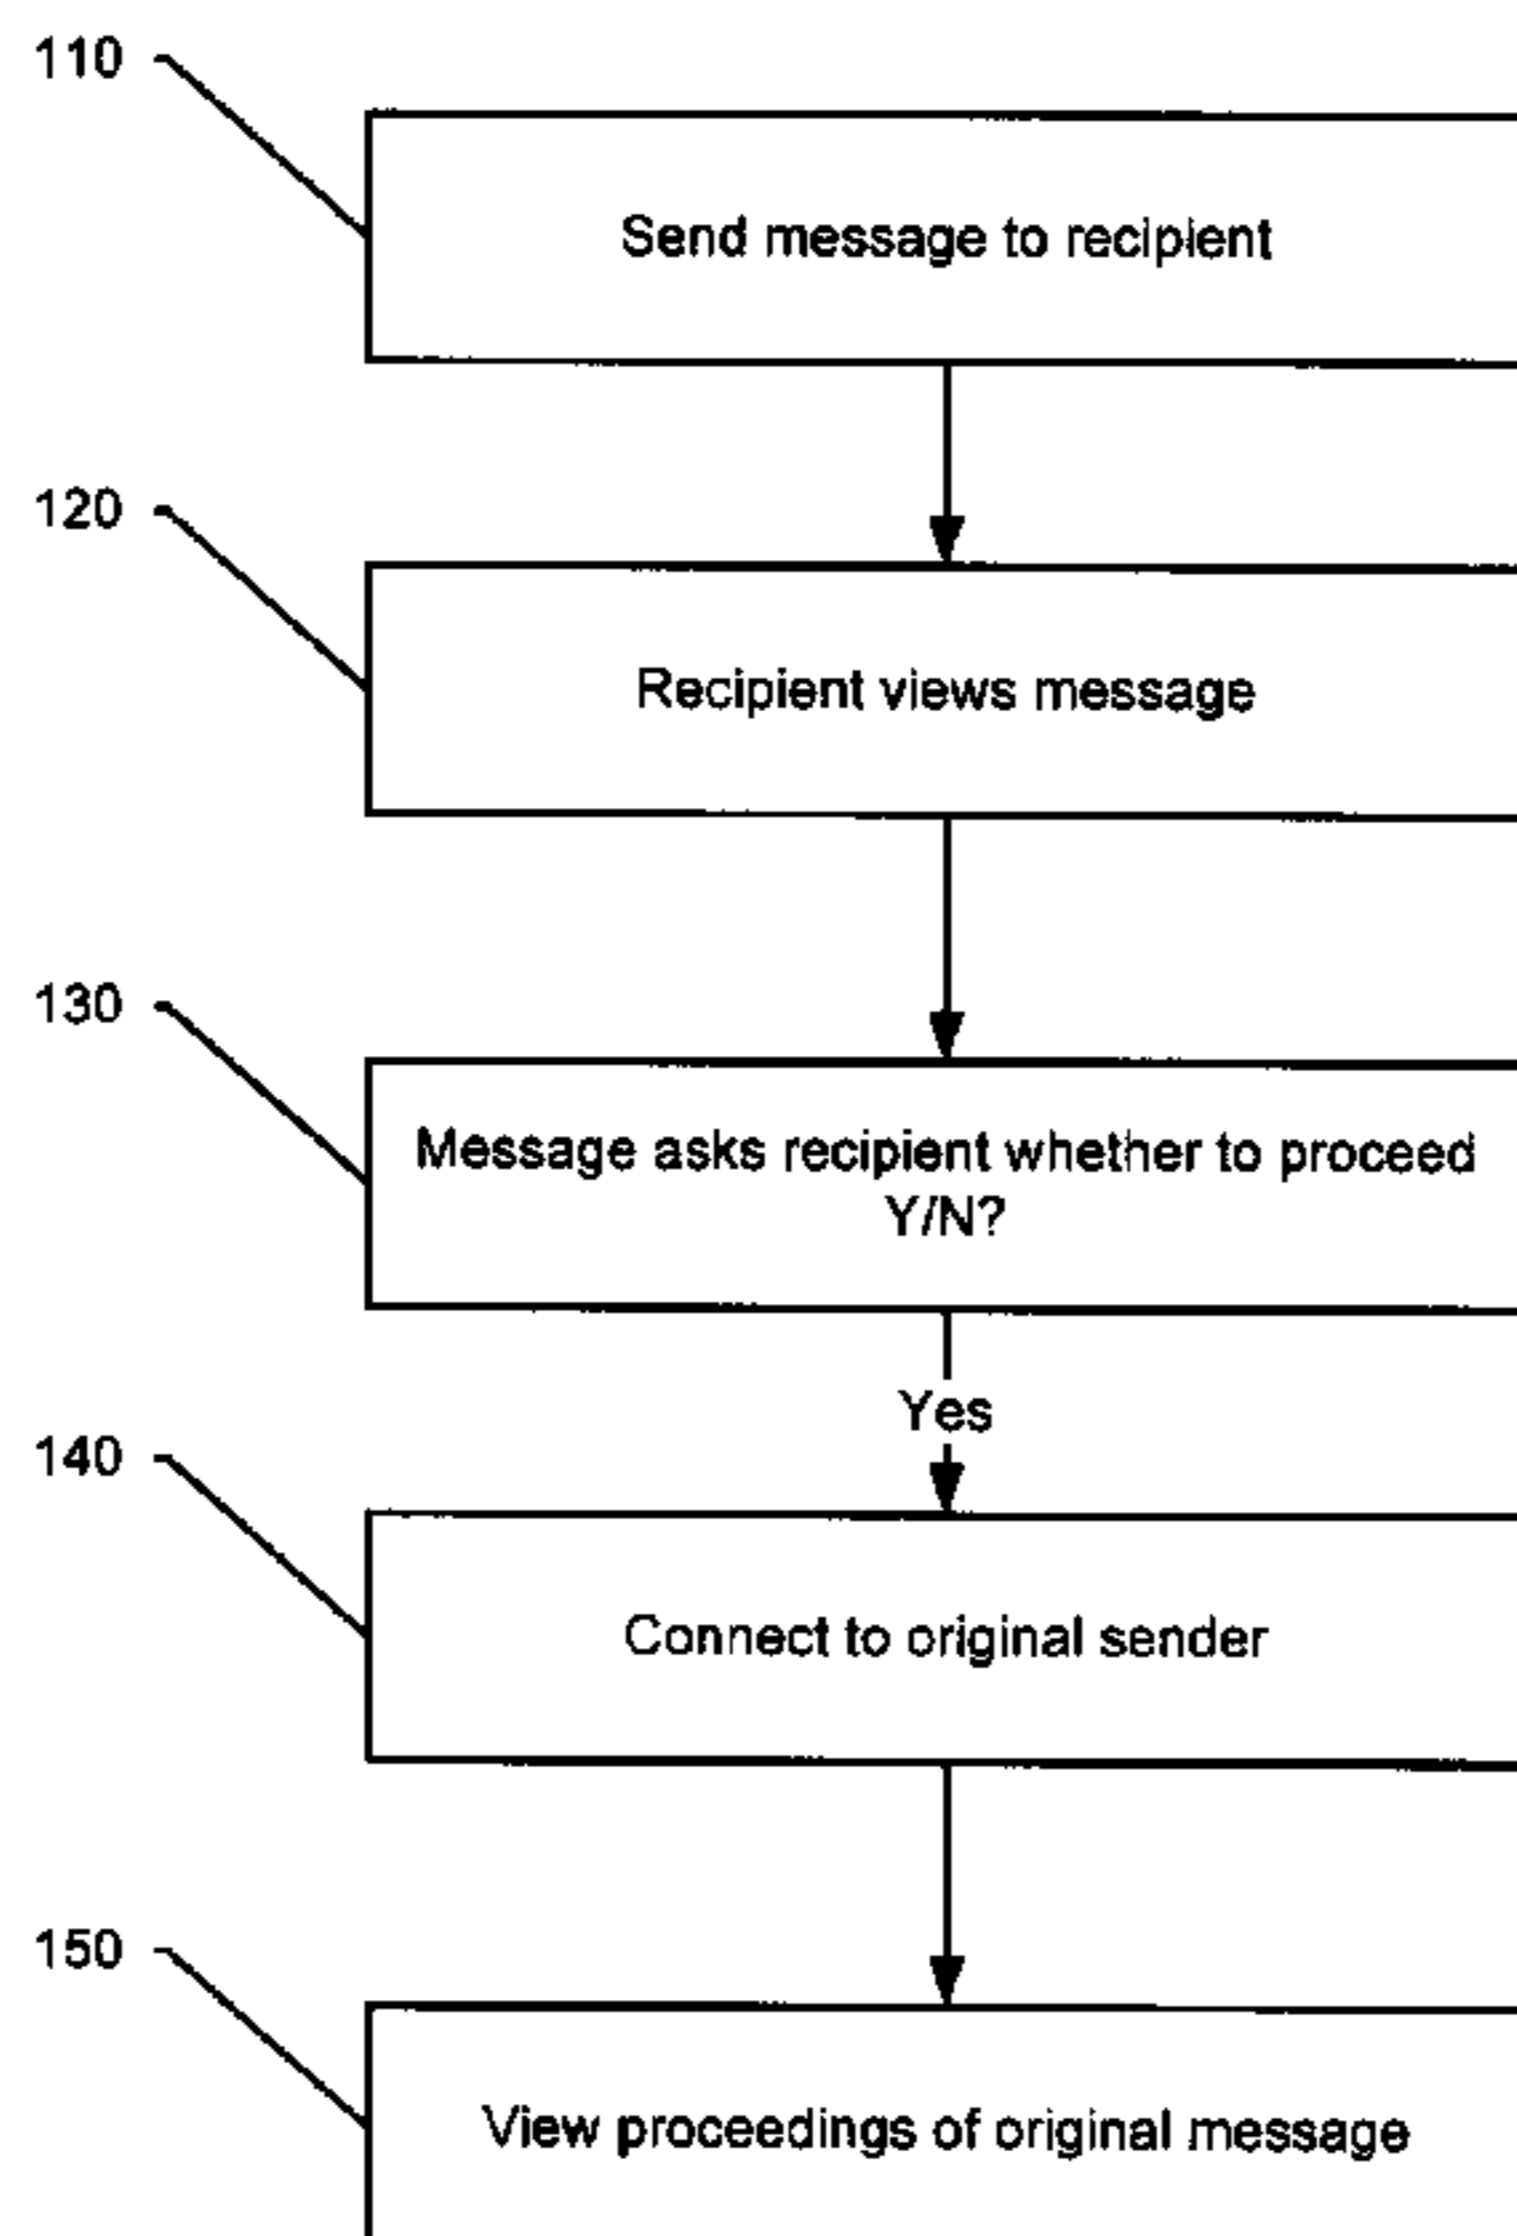 110
Send message to recipient
120
Recipient views message
130
Message asks recipient whether to proceed
Y/N?
Yes
140
Connect to original sender
150
View proceedings of original message